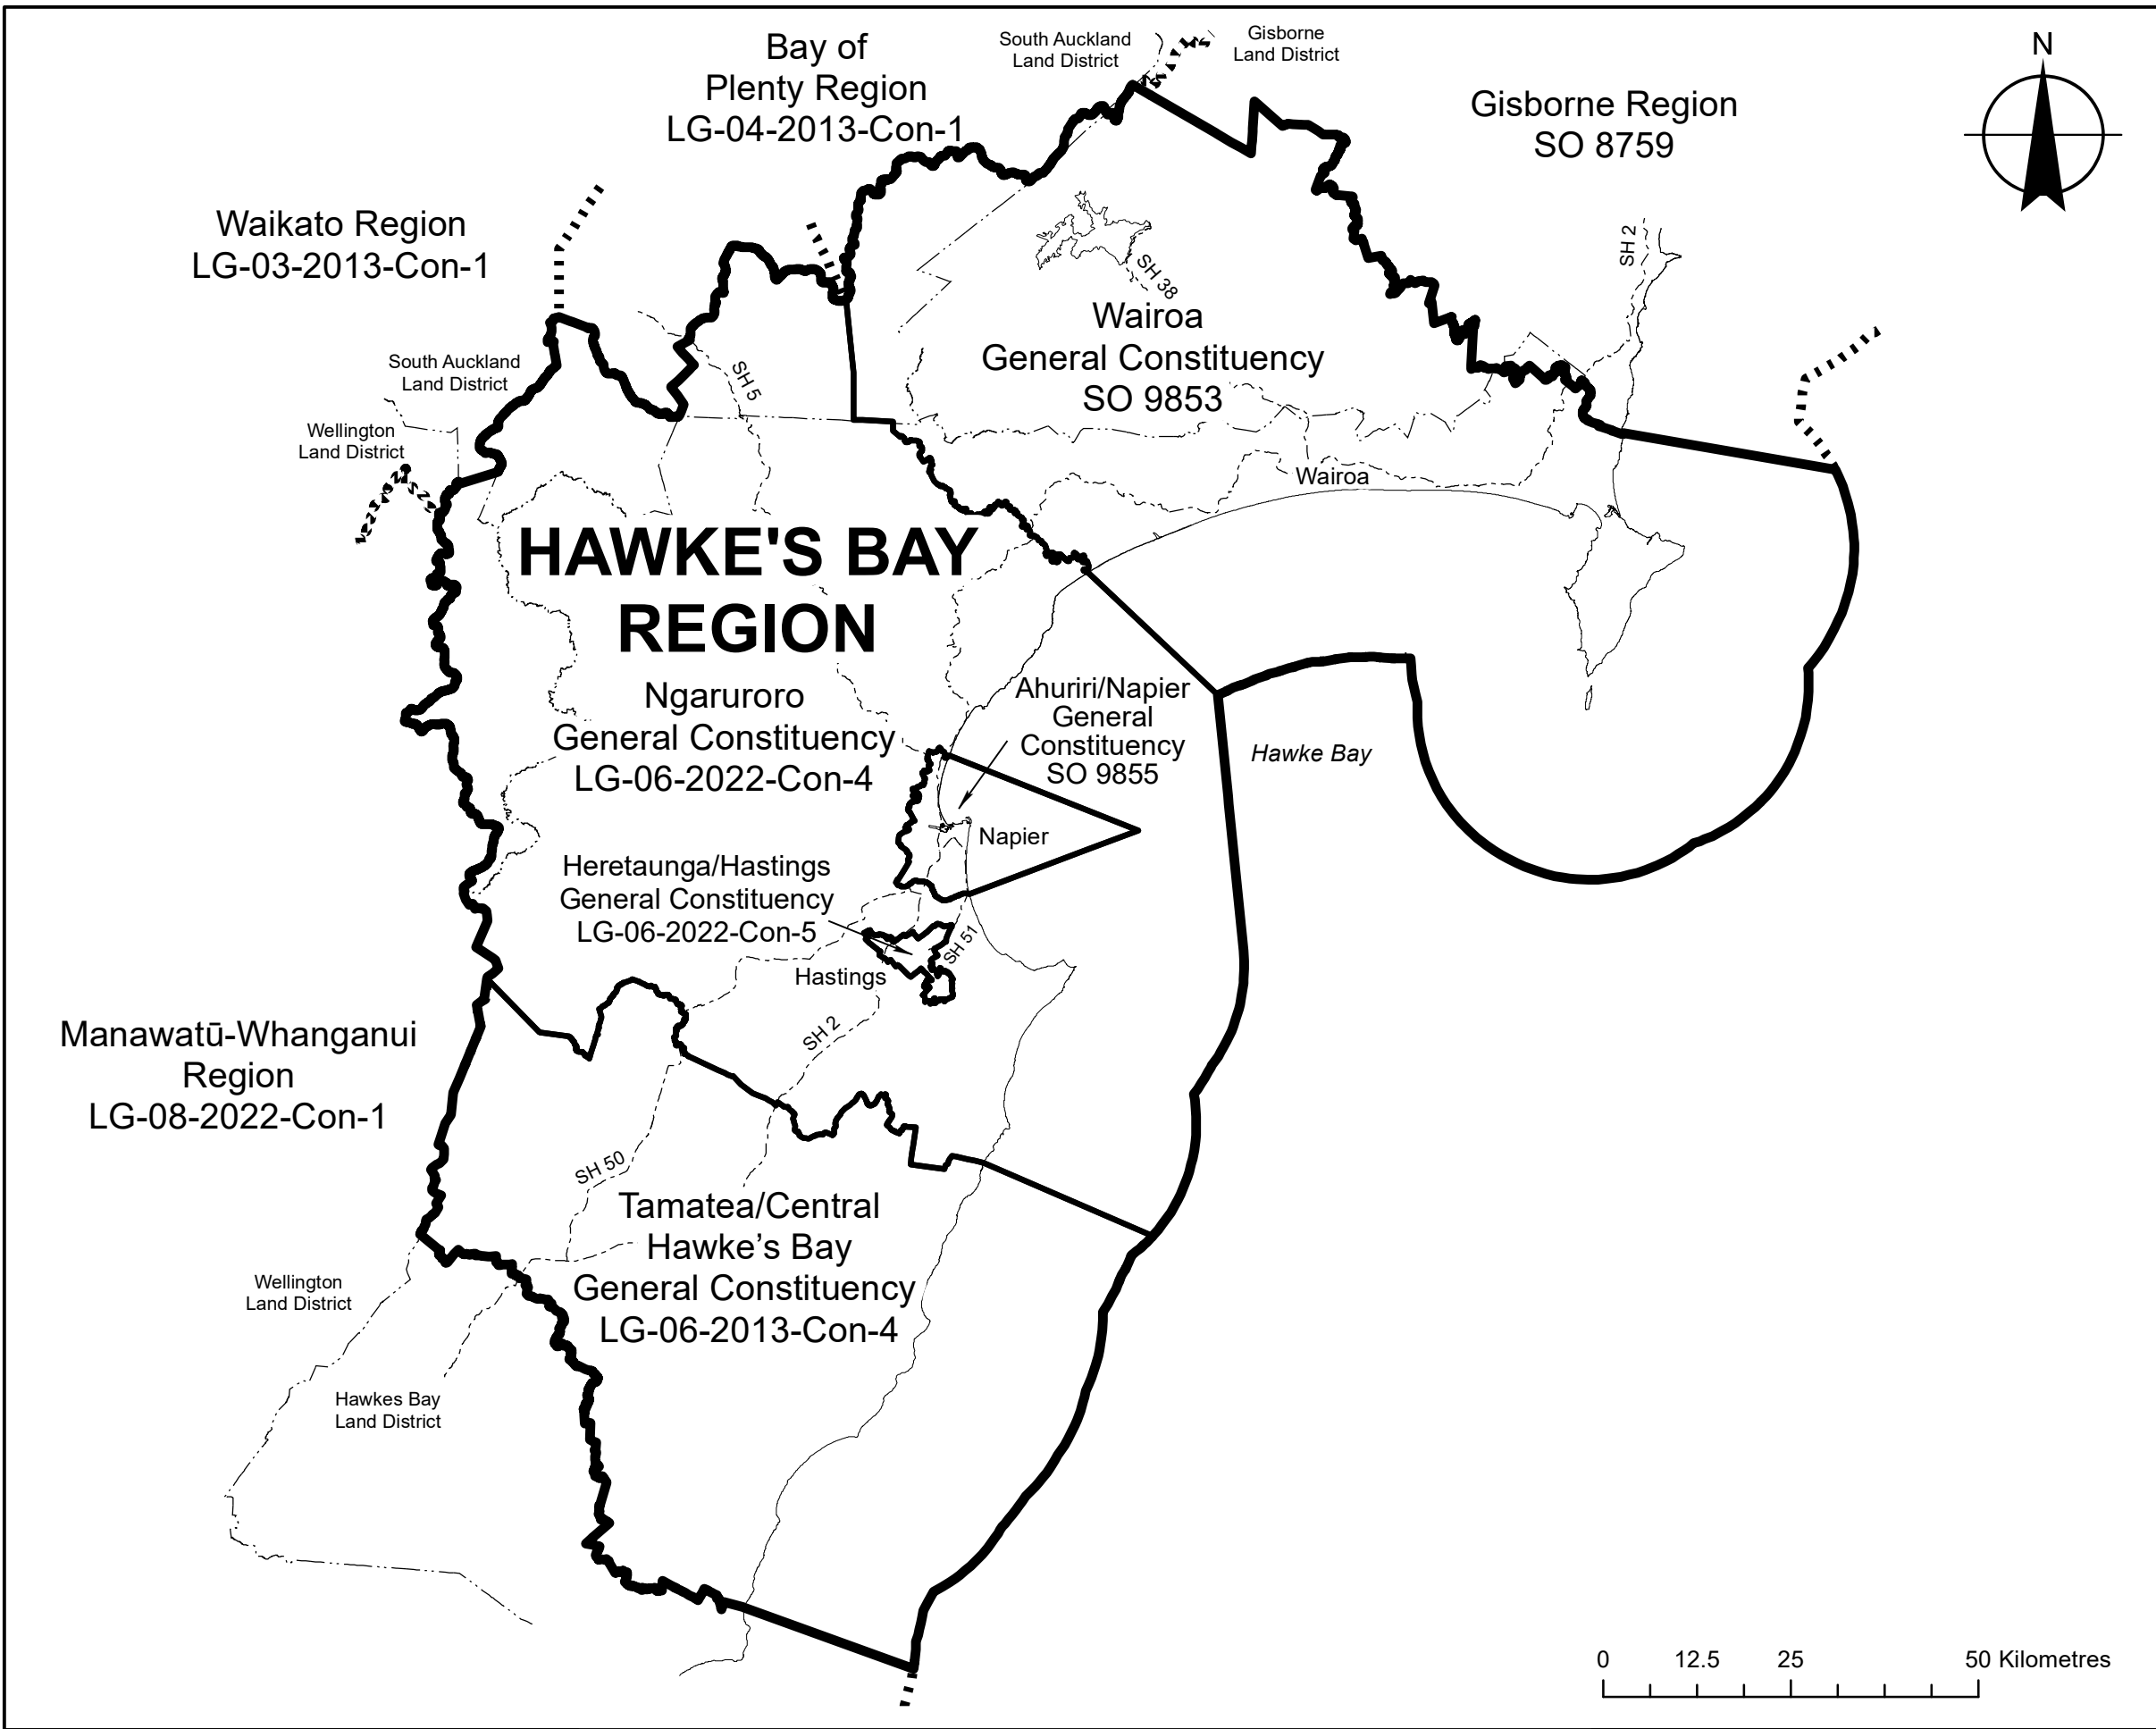 Bay of
Plenty Region
LG-04-2013-Con-1
South Auckland
Land District
Gisborne
Land District
Gisborne Region
SO 8759
N
Waikato Region
LG-03-2013-Con-1
SH 2
SH 38
Wairoa
General Constituency
SO 9853
South Auckland
Land District
SH 5
Wellington
Land District
Wairoa
HAWKE'S BAY
REGION
Ngaruroro
General Constituency
LG-06-2022-Con-4
Ahuriri/Napier
General
Constituency
SO 9855
Hawke Bay
Napier
Heretaunga/Hastings
General Constituency
LG-06-2022-Con-5
SH 51
Hastings
SH 2
Manawatū-Whanganui
Region
LG-08-2022-Con-1
SH 50
Tamatea/Central
Hawke’s Bay
General Constituency
LG-06-2013-Con-4
Wellington
Land District
Hawkes Bay
Land District
0 12.5 25 50 Kilometres